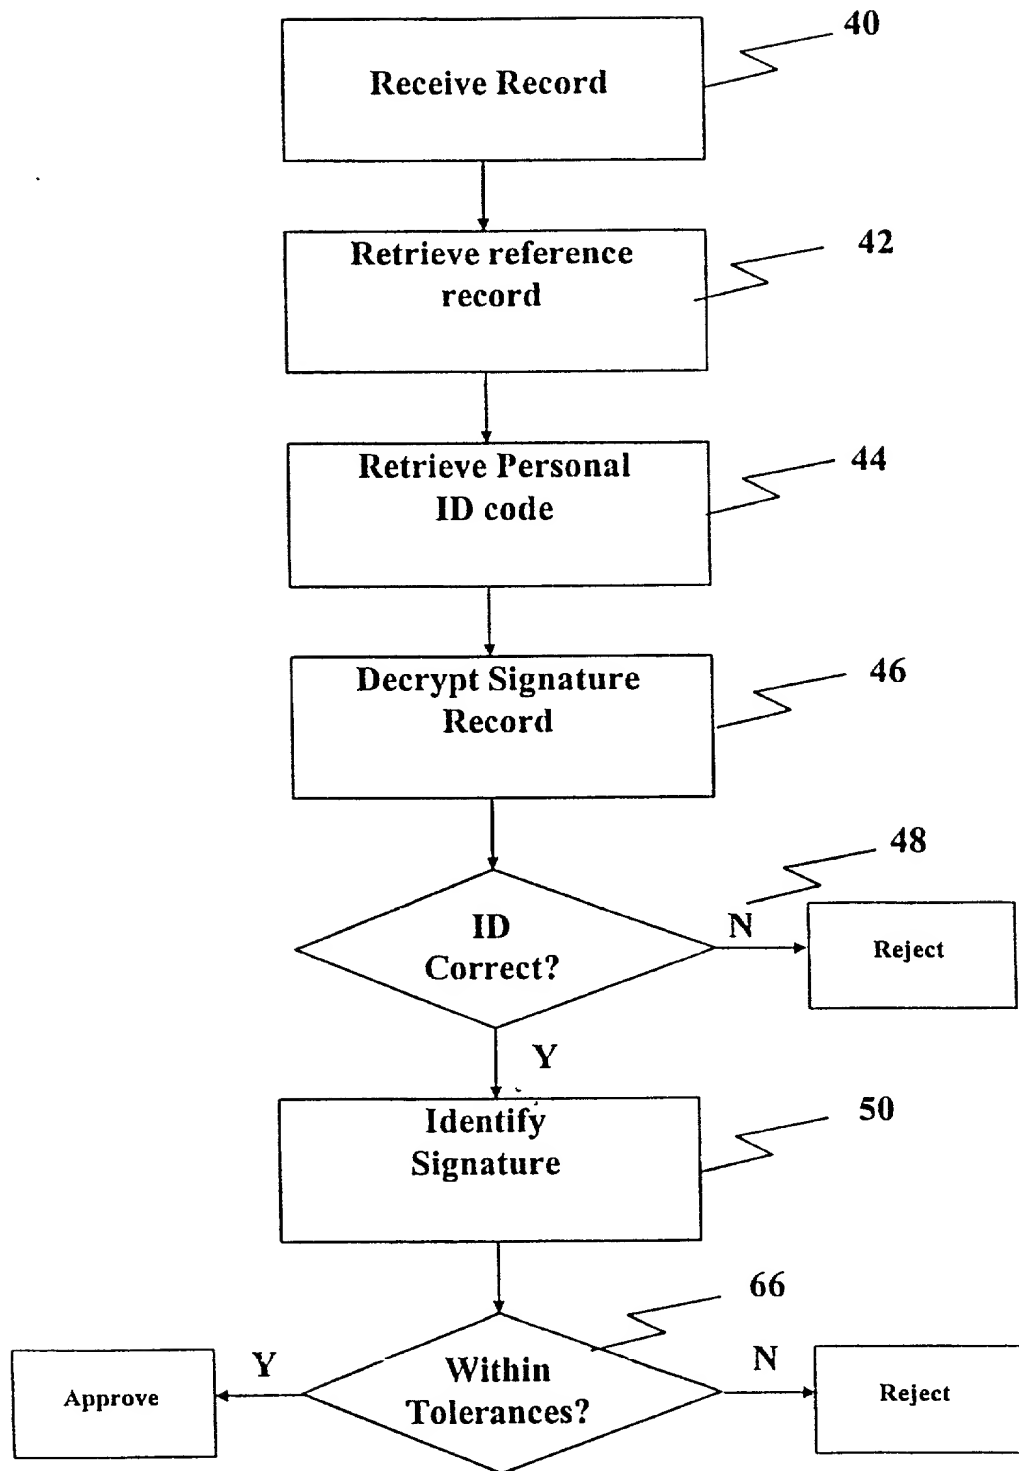 40
Receive Record
42
Retrieve reference
record
44
Retrieve Personal
ID code
46
Decrypt Signature
Record
48
ID
Correct?
N
Reject
Y
50
Identify
Signature
66
Y
Within
Tolerances?
N
Approve
Reject